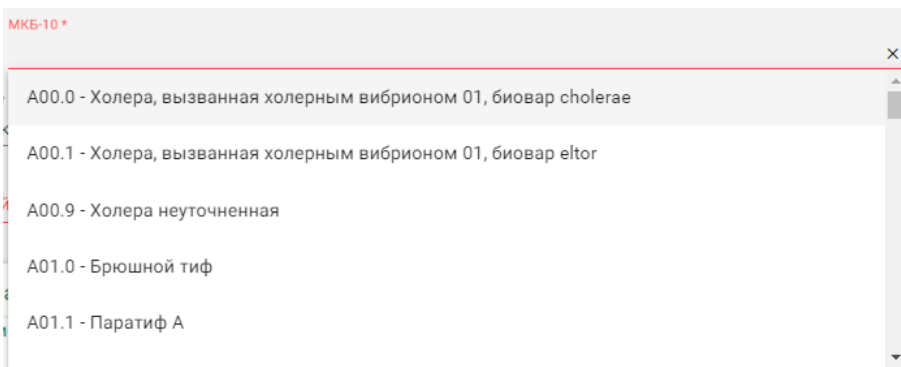 МКБ-10 *
A00.0 - Холера, вызванная холерным вибрионом 01, биовар cholerae
A00.1 - Холера, вызванная холерным вибрионом 01, биовар eltor
A00.9 - Холера неуточненная
A01.0 - Брюшной тиф
A01.1 - Паратиф A